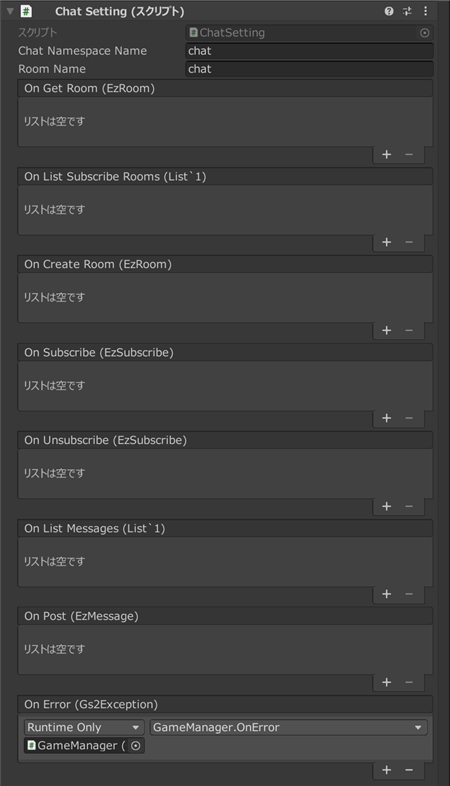 Chat Setting (スクリプト)
スクリプト ChatSetting
Chat Namespace Name chat
Room Name chat
On Get Room (EzRoom)
リストは空です
On List Subscribe Rooms (List`1)
リストは空です
On Create Room (EzRoom)
リストは空です
On Subscribe (EzSubscribe)
リストは空です
On Unsubscribe (EzSubscribe)
リストは空です
On List Messages (List`1)
リストは空です
On Post (EzMessage)
リストは空です
On Error (Gs2Exception)
Runtime Only GameManager.OnError
GameManager (